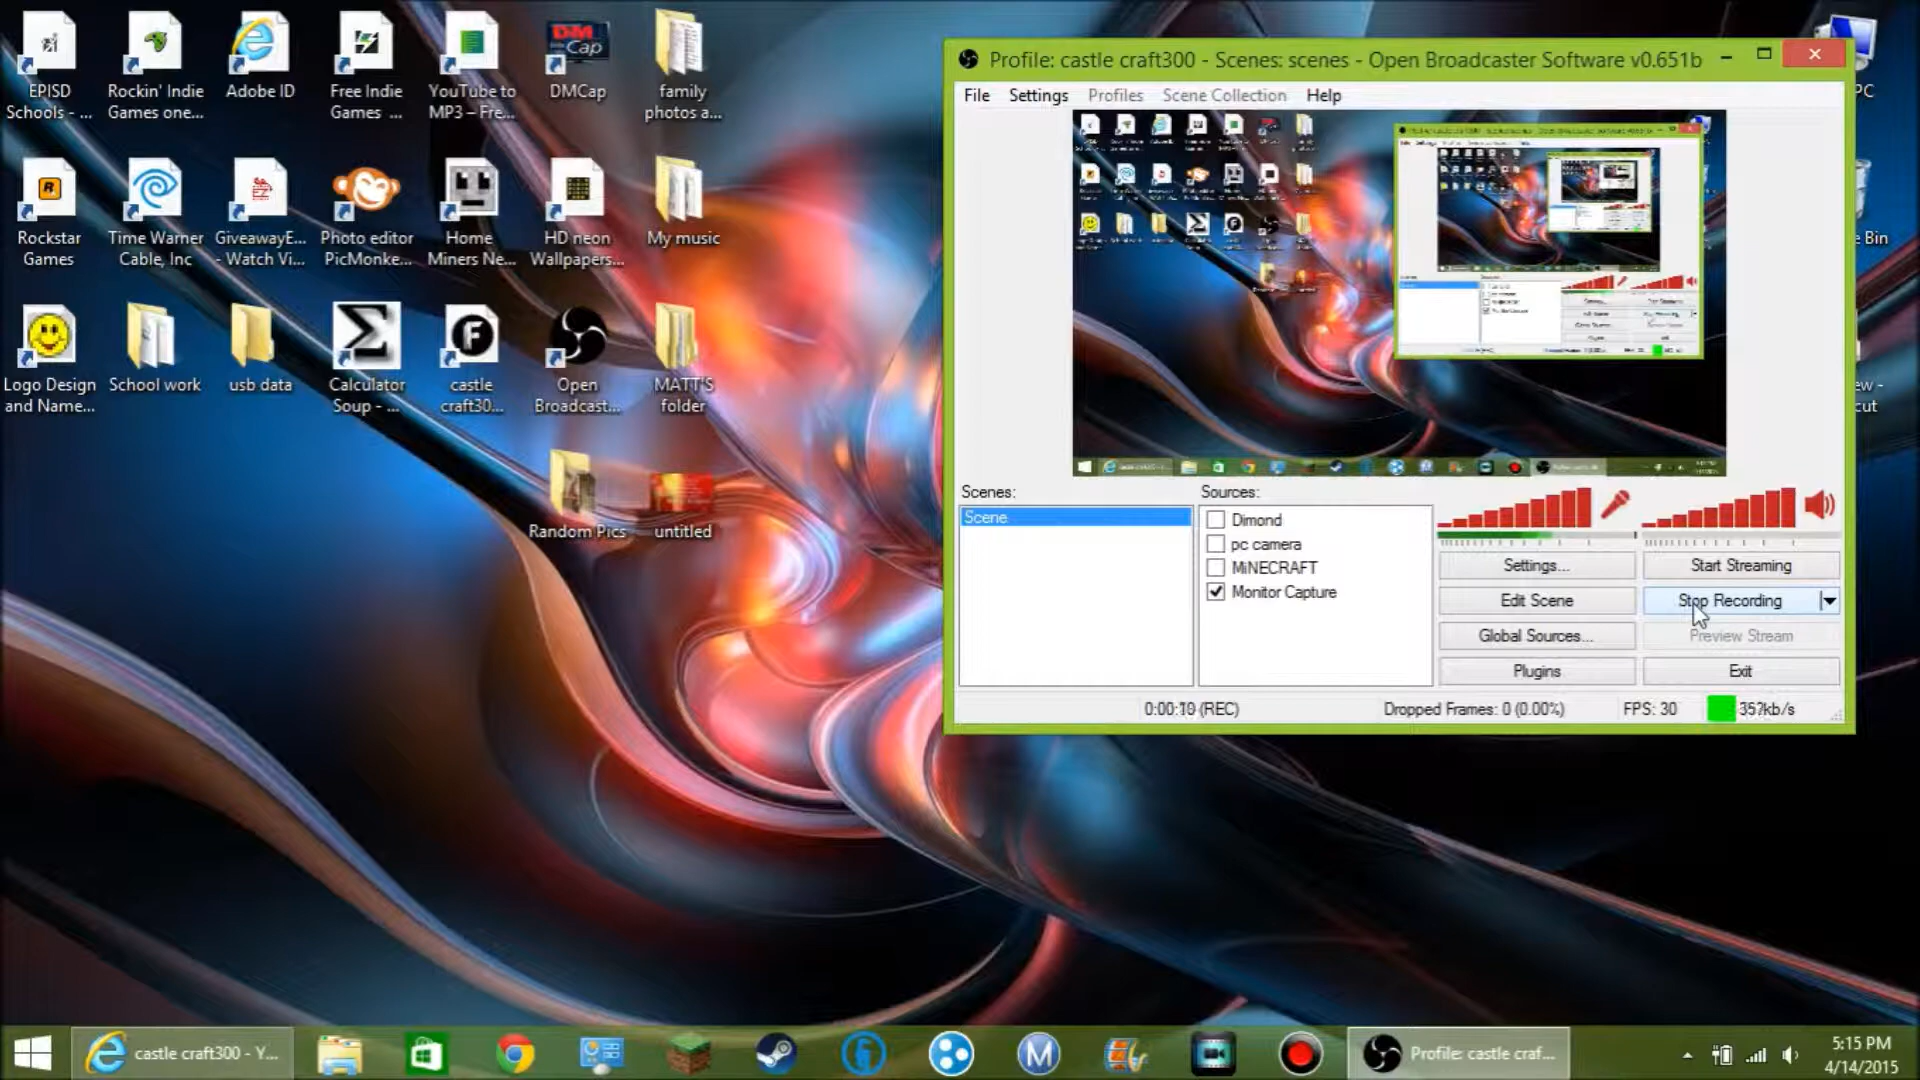 EPISD
Schools - ...
Rockin' Indie
Games one...
Adobe ID
Free Indie
Games ...
YouTube to
MP3 – Fre...
DMCap
family
photos a...
Rockstar
Games
Time Warner
Cable, Inc
GiveawayE...
- Watch Vi...
Photo editor
PicMonke...
Home
Miners Ne...
HD neon
Wallpapers...
My music
Logo Design
and Name...
School work
usb data
Calculator
Soup - ...
castle
craft30...
Open
Broadcast...
MATT'S
folder
Random Pics
untitled
DM
Cap
Profile: castle craft300 - Scenes: scenes - Open Broadcaster Software v0.651b
File Settings Profiles Scene Collection Help
Scenes:
Scene
Sources:
Dimond
pc camera
MiNECRAFT
Monitor Capture
Settings...
Start Streaming
Edit Scene
Stop Recording
Global Sources...
Preview Stream
Plugins
Exit
(REC)
Dropped Frames: 0 (0.00%)
FPS: 30
PC
e Bin
ew -
cut
castle craft300 - Y...
Profile: castle craf...
5:15 PM
4/14/2015